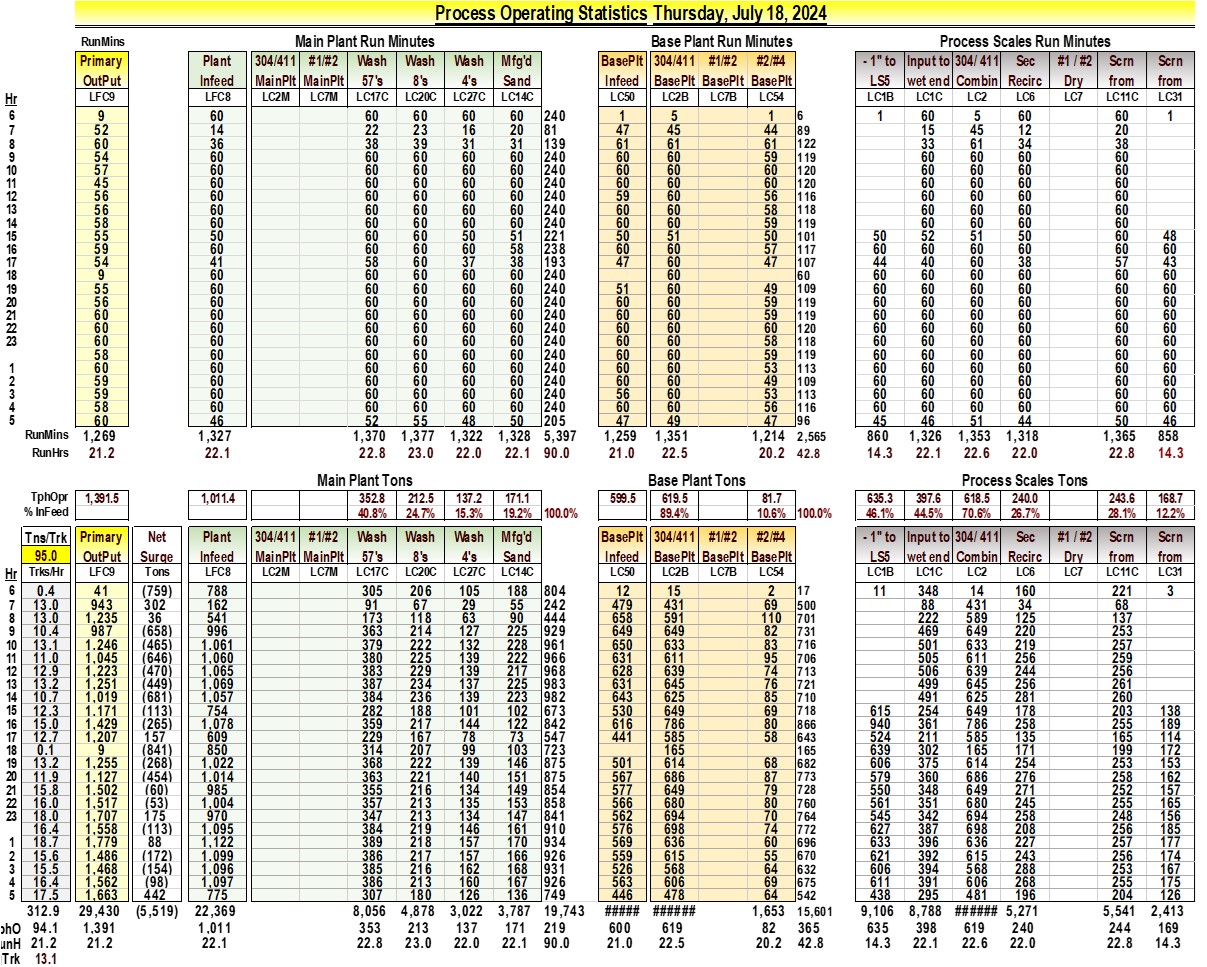 Process Operating Statistics Thursday, July 18, 2024
RunMins Main Plant Run Minutes Base Plant Run Minutes Process Scales Run Minutes
Primary Plant 304/411 #1/#2 Wash Wash Wash Mfg'd BasePlt 304/411 #1/#2 #2/#4 - 1" to Input to 304/ 411 Sec #1 / #2 Scrn Scrn
OutPut Infeed MainPlt MainPlt 57's 8's 4's Sand Infeed BasePlt BasePlt BasePlt LS5 wet end Combin Recirc Dry from from
Hr LFC9 LFC8 LC2M LC7M LC17C LC20C LC27C LC14C LC50 LC2B LC7B LC54 LC1B LC1C LC2 LC6 LC7 LC11C LC31
6 9 60 60 60 60 60 240 1 5 1 6 1 60 5 60 60 1
7 52 14 22 23 16 20 81 47 45 44 89 15 45 12 20
8 60 36 38 39 31 31 139 61 61 61 122 33 61 34 38
9 54 60 60 60 60 60 240 60 60 59 119 60 60 60 60
10 57 60 60 60 60 60 240 60 60 60 120 60 60 60 60
11 45 60 60 60 60 60 240 60 60 60 120 60 60 60 60
12 56 60 60 60 60 60 240 59 60 56 116 60 60 60 60
13 56 60 60 60 60 60 240 60 60 58 118 60 60 60 60
14 58 60 60 60 60 60 240 60 60 59 119 60 60 60 60
15 55 50 60 60 50 51 221 50 51 50 101 50 52 51 50 60 48
16 59 60 60 60 60 58 238 60 60 57 117 60 60 60 60 60 60
17 54 41 58 60 37 38 193 47 60 47 107 44 40 60 38 57 43
18 9 60 60 60 60 60 240 60 60 60 60 60 60 60 60
19 55 60 60 60 60 60 240 51 60 49 109 60 60 60 60 60 60
20 56 60 60 60 60 60 240 60 60 59 119 60 60 60 60 60 60
21 60 60 60 60 60 60 240 60 60 59 119 60 60 60 60 60 60
22 60 60 60 60 60 60 240 60 60 60 120 60 60 60 60 60 60
23 60 60 60 60 60 60 240 60 60 58 118 60 60 60 60 60 60
58 60 60 60 60 60 240 60 60 59 119 60 60 60 60 60 60
1 60 60 60 60 60 60 240 60 60 53 113 60 60 60 60 60 60
2 59 60 60 60 60 60 240 60 60 49 109 60 60 60 60 60 60
3 59 60 60 60 60 60 240 56 60 53 113 60 60 60 60 60 60
4 58 60 60 60 60 60 240 60 60 56 116 60 60 60 60 60 60
5 60 46 52 55 48 50 205 47 49 47 96 45 46 51 44 50 46
RunMins 1,269 1,327 1,370 1,377 1,322 1,328 5,397 1,259 1,351 1,214 2,565 860 1,326 1,353 1,318 1,365 858
RunHrs 21.2 22.1 22.8 23.0 22.0 22.1 90.0 21.0 22.5 20.2 42.8 14.3 22.1 22.6 22.0 22.8 14.3
Main Plant Tons Base Plant Tons Process Scales Tons
TphOpr 1,391.5 1,011.4 352.8 212.5 137.2 171.1 599.5 619.5 81.7 635.3 397.6 618.5 240.0 243.6 168.7
% InFeed 40.8% 24.7% 15.3% 19.2% 100.0% 89.4% 10.6% 100.0% 46.1% 44.5% 70.6% 26.7% 28.1% 12.2%
Tns/Trk Primary Net Plant 304/411 #1/#2 Wash Wash Wash Mfg'd BasePlt 304/411 #1/#2 #2/#4 - 1" to Input to 304/ 411 Sec #1 / #2 Scrn Scrn
95.0 OutPut Surge Infeed MainPlt MainPlt 57's 8's 4's Sand Infeed BasePlt BasePlt BasePlt LS5 wet end Combin Recirc Dry from from
Hr Trks/Hr LFC9 Tons LFC8 LC2M LC7M LC17C LC20C LC27C LC14C LC50 LC2B LC7B LC54 LC1B LC1C LC2 LC6 LC7 LC11C LC31
6 0.4 41 (759) 788 305 206 105 188 804 12 15 2 17 11 348 14 160 221 3
7 13.0 943 302 162 91 67 29 55 242 479 431 69 500 88 431 34 68
8 13.0 1,235 36 541 173 118 63 90 444 658 591 110 701 222 589 125 137
9 10.4 987 (658) 996 363 214 127 225 929 649 649 82 731 469 649 220 253
10 13.1 1,246 (465) 1,061 379 222 132 228 961 650 633 83 716 501 633 219 257
11 11.0 1,045 (646) 1,060 380 225 139 222 966 631 611 95 706 505 611 256 259
12 12.9 1,223 (470) 1,065 383 229 139 217 968 628 639 74 713 506 639 244 256
13 13.2 1,251 (449) 1,069 387 234 137 225 983 631 645 76 721 499 645 256 261
14 10.7 1,019 (681) 1,057 384 236 139 223 982 643 625 85 710 491 625 281 260
15 12.3 1,171 (113) 754 282 188 101 102 673 530 649 69 718 615 254 649 178 203 138
16 15.0 1,429 (265) 1,078 359 217 144 122 842 616 786 80 866 940 361 786 258 255 189
17 12.7 1,207 157 609 229 167 78 73 547 441 585 58 643 524 211 585 135 165 114
18 0.1 9 (841) 850 314 207 99 103 723 165 165 639 302 165 171 199 172
19 13.2 1,255 (268) 1,022 368 222 139 146 875 501 614 68 682 606 375 614 254 253 153
20 11.9 1,127 (454) 1,014 363 221 140 151 875 567 686 87 773 579 360 686 276 258 162
21 15.8 1,502 (60) 985 355 216 134 149 854 577 649 79 728 550 348 649 271 252 157
22 16.0 1,517 (53) 1,004 357 213 135 153 858 566 680 80 760 561 351 680 245 255 165
23 18.0 1,707 175 970 347 213 134 147 841 562 694 70 764 545 342 694 258 248 156
16.4 1,558 (113) 1,095 384 219 146 161 910 576 698 74 772 627 387 698 208 256 185
1 18.7 1,779 88 1,122 389 218 157 170 934 569 636 60 696 633 396 636 227 257 177
2 15.6 1,486 (172) 1,099 386 217 157 166 926 559 615 55 670 621 392 615 243 256 174
3 15.5 1,468 (154) 1,096 385 216 162 168 931 526 568 64 632 606 394 568 288 253 167
4 16.4 1,562 (98) 1,097 386 213 160 167 926 563 606 69 675 611 391 606 268 255 175
5 17.5 1,663 442 775 307 180 126 136 749 446 478 64 542 438 295 481 196 204 126
312.9 29,430 (5,519) 22,369 8,056 4,878 3,022 3,787 19,743 ##### ###### 1,653 15,601 9,106 8,788 ###### 5,271 5,541 2,413
phO 94.1 1,391 1,011 353 213 137 171 219 600 619 82 365 635 398 619 240 244 169
unH 21.2 21.2 22.1 22.8 23.0 22.0 22.1 90.0 21.0 22.5 20.2 42.8 14.3 22.1 22.6 22.0 22.8 14.3
Trk 13.1